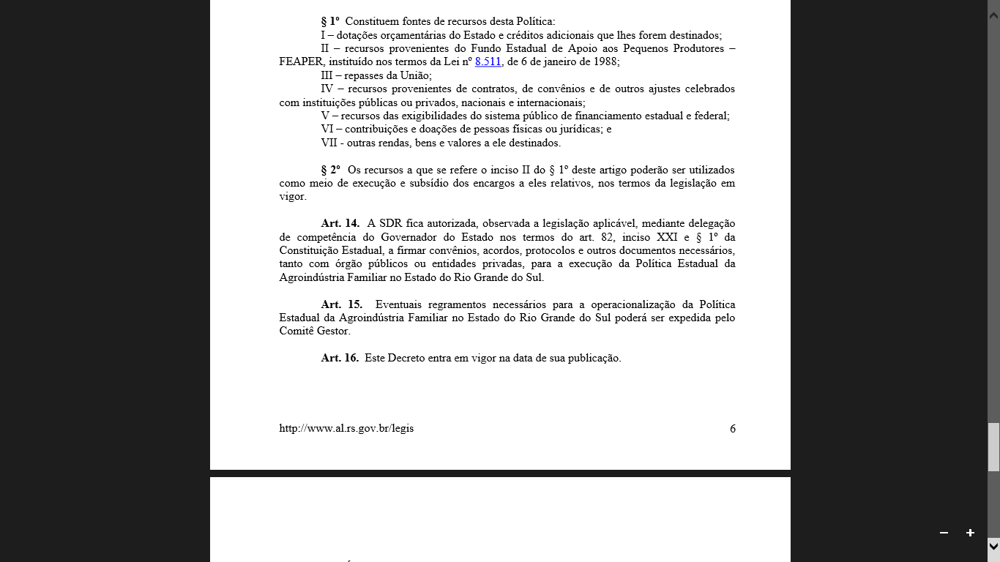 § 1º Constituem fontes de recursos desta Política:
I – dotações orçamentárias do Estado e créditos adicionais que lhes forem destinados;
II – recursos provenientes do Fundo Estadual de Apoio aos Pequenos Produtores –
FEAPER, instituído nos termos da Lei nº 8.511, de 6 de janeiro de 1988;
III – repasses da União;
IV – recursos provenientes de contratos, de convênios e de outros ajustes celebrados
com instituições públicas ou privados, nacionais e internacionais;
V – recursos das exigibilidades do sistema público de financiamento estadual e federal;
VI – contribuições e doações de pessoas físicas ou jurídicas; e
VII - outras rendas, bens e valores a ele destinados.
§ 2º Os recursos a que se refere o inciso II do § 1º deste artigo poderão ser utilizados
como meio de execução e subsídio dos encargos a eles relativos, nos termos da legislação em
vigor.
Art. 14. A SDR fica autorizada, observada a legislação aplicável, mediante delegação
de competência do Governador do Estado nos termos do art. 82, inciso XXI e § 1º da
Constituição Estadual, a firmar convênios, acordos, protocolos e outros documentos necessários,
tanto com órgão públicos ou entidades privadas, para a execução da Política Estadual da
Agroindústria Familiar no Estado do Rio Grande do Sul.
Art. 15. Eventuais regramentos necessários para a operacionalização da Política
Estadual da Agroindústria Familiar no Estado do Rio Grande do Sul poderá ser expedida pelo
Comitê Gestor.
Art. 16. Este Decreto entra em vigor na data de sua publicação.
http://www.al.rs.gov.br/legis 6